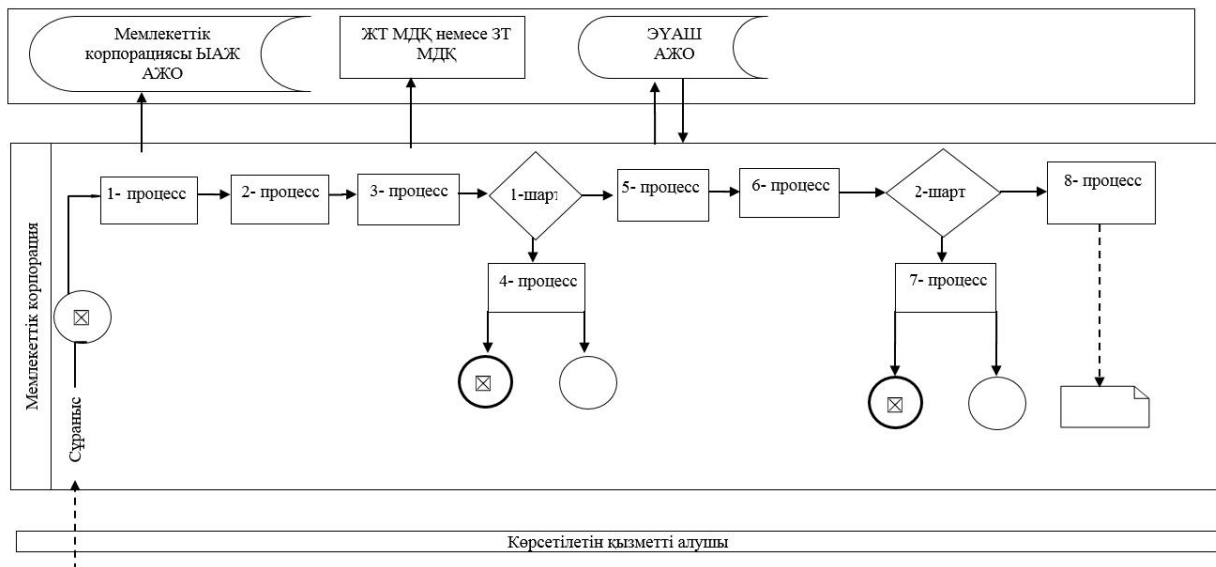 Мемлекеттік
корпорациясы ЫАЖ
АЖО
ЖТ МДҚ немесе ЗТ
МДҚ
ЭҮАШ
АЖО
Мемлекеттік корпорация
1- процесс
2- процесс
3- процесс
1-шарт
5- процесс
6- процесс
2-шарт
8- процесс
4- процесс
7- процесс
Сұраныс
Көрсетілетін қызметті алушы